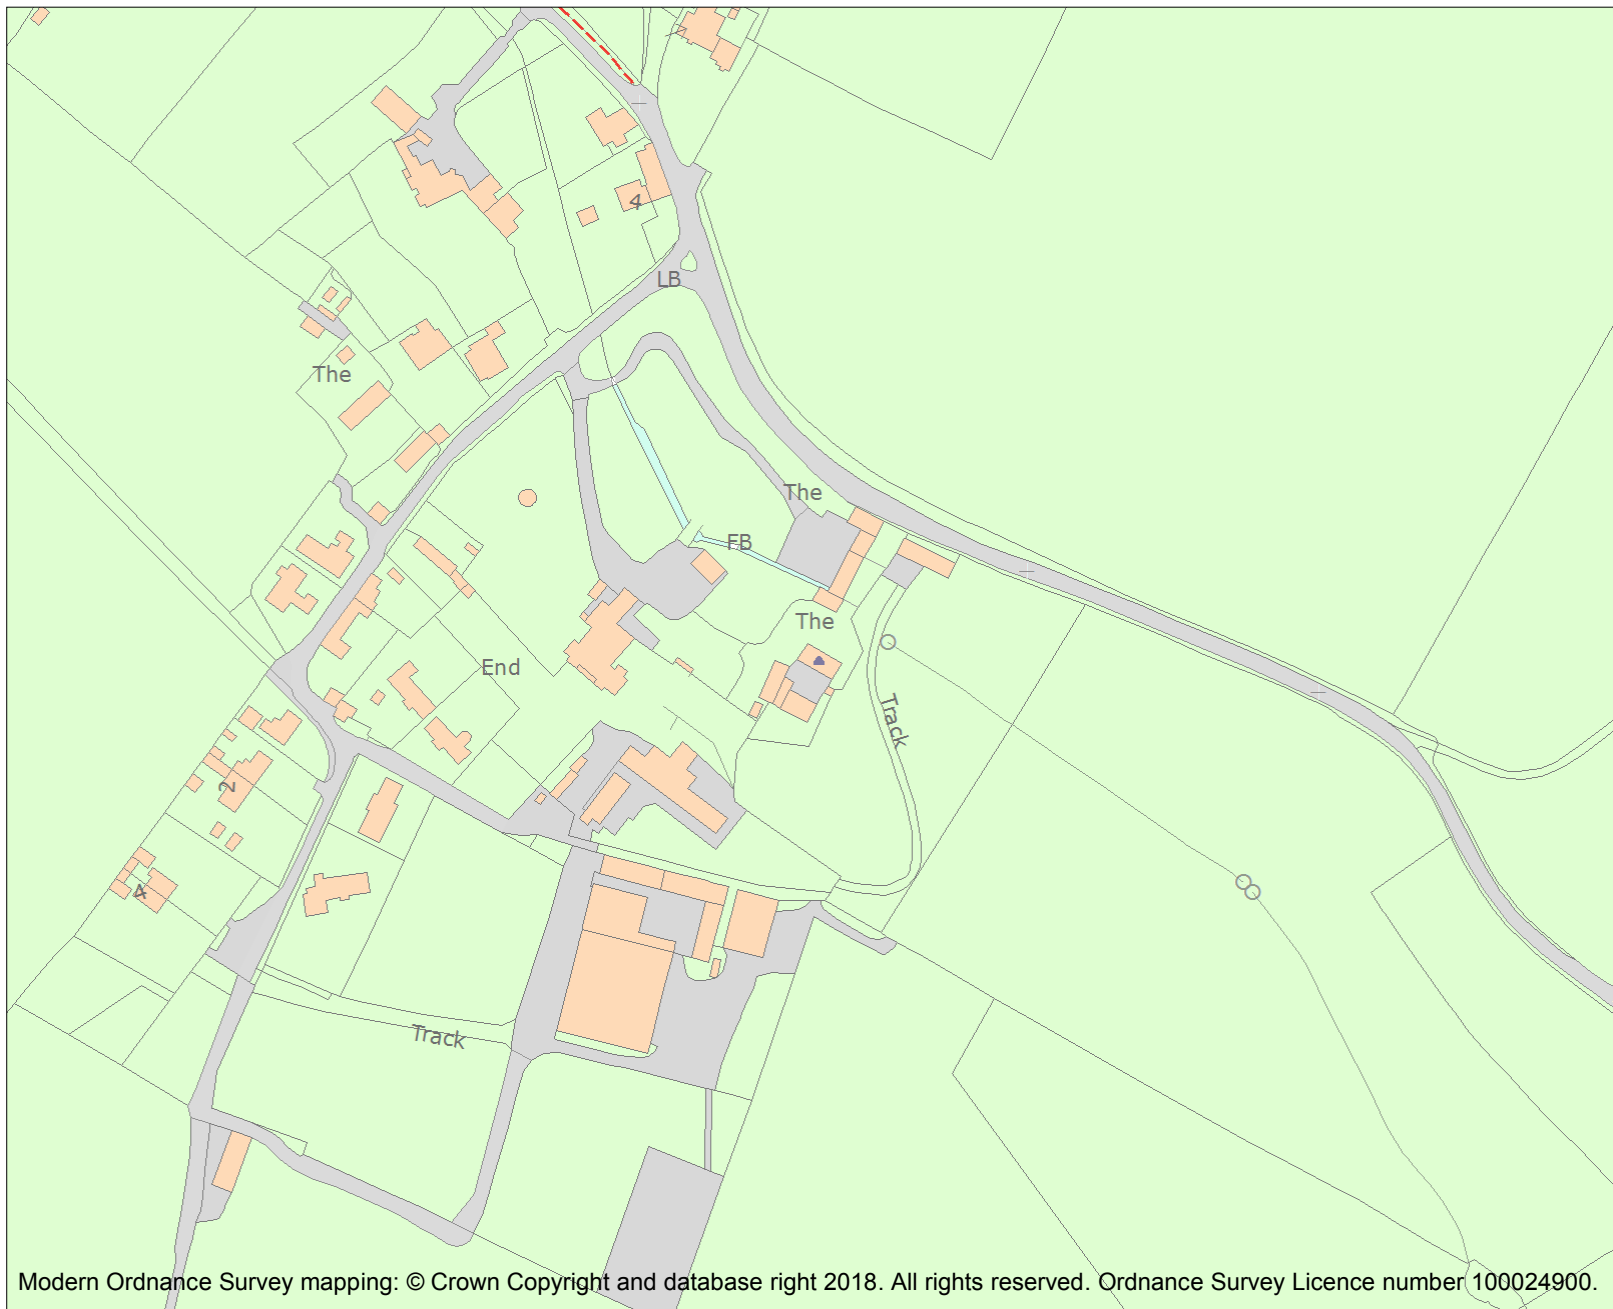 4
LB
The
The
FB
The
End
Track
2
4
Track
Modern Ordnance Survey mapping: © Crown Copyright and database right 2018. All rights reserved. Ordnance Survey Licence number 100024900.